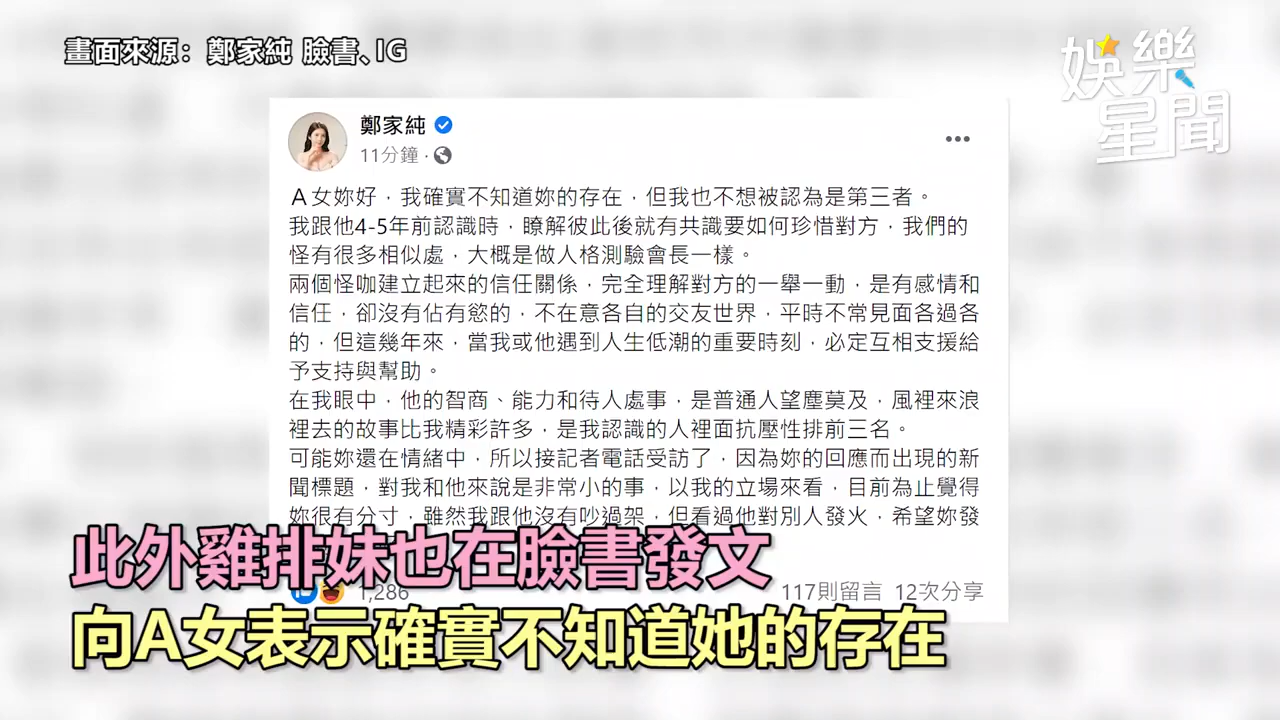 畫面來源：鄭家純 臉書、IG
娛樂
星聞
鄭家純
11分鐘·
Ａ女妳好，我確實不知道妳的存在，但我也不想被認為是第三者。
我跟他4-5年前認識時，瞭解彼此後就有共識要如何珍惜對方，我們的
怪有很多相似處，大概是做人格測驗會長一樣。
兩個怪咖建立起來的信任關係，完全理解對方的一舉一動，是有感情和
信任，卻沒有佔有慾的，不在意各自的交友世界，平時不常見面各過各
的，但這幾年來，當我或他遇到人生低潮的重要時刻，必定互相支援給
予支持與幫助。
在我眼中，他的智商、能力和待人處事，是普通人望塵莫及，風裡來浪
裡去的故事比我精彩許多，是我認識的人裡面抗壓性排前三名。
可能妳還在情緒中，所以接記者電話受訪了，因為妳的回應而出現的新
聞標題，對我和他來說是非常小的事，以我的立場來看，目前為止覺得
妳很有分寸，雖然我跟他沒有吵過架，但看過他對別人發火，希望妳發
此外雞排妹也在臉書發文
1,286
117則留言 12次分享
向A女表示確實不知道她的存在